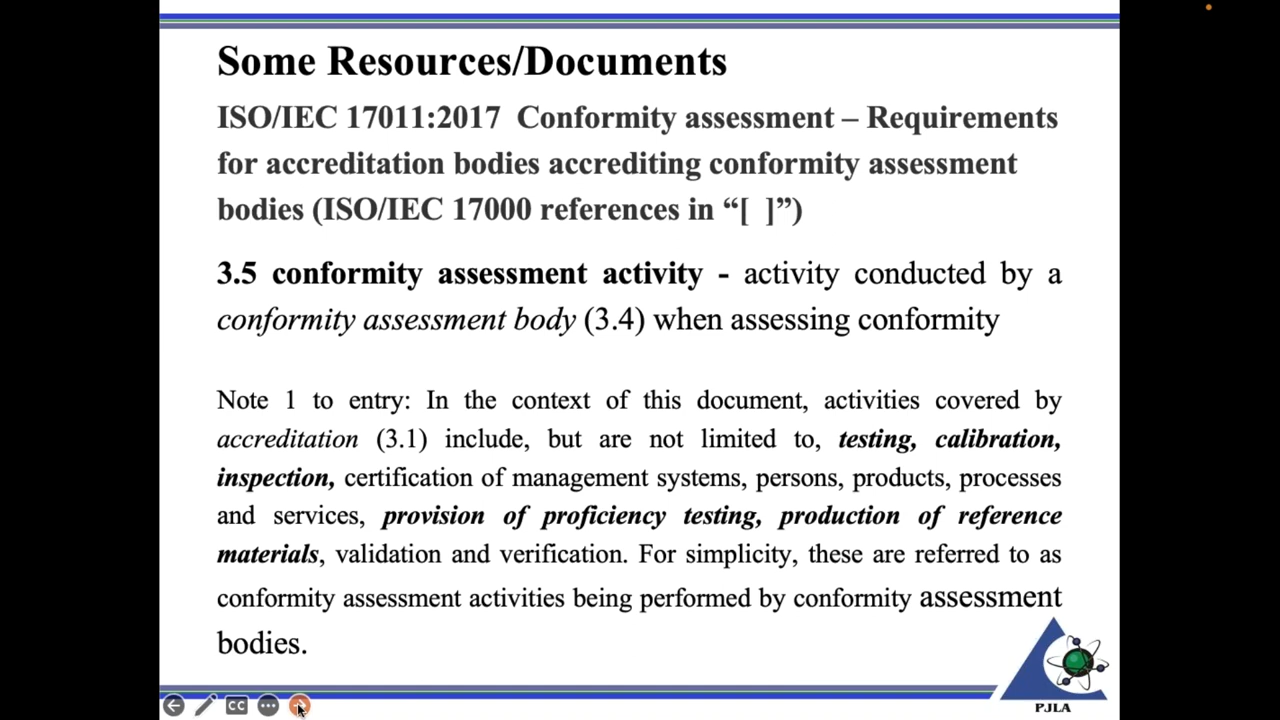 Some Resources/Documents
ISO/IEC 17011:2017 Conformity assessment – Requirements
for accreditation bodies accrediting conformity assessment
bodies (ISO/IEC 17000 references in “[ ]”)
3.5 conformity assessment activity - activity conducted by a
conformity assessment body (3.4) when assessing conformity
Note 1 to entry: In the context of this document, activities covered by
accreditation (3.1) include, but are not limited to, testing, calibration,
inspection, certification of management systems, persons, products, processes
and services, provision of proficiency testing, production of reference
materials, validation and verification. For simplicity, these are referred to as
conformity assessment activities being performed by conformity assessment
bodies.
PJLA
CC